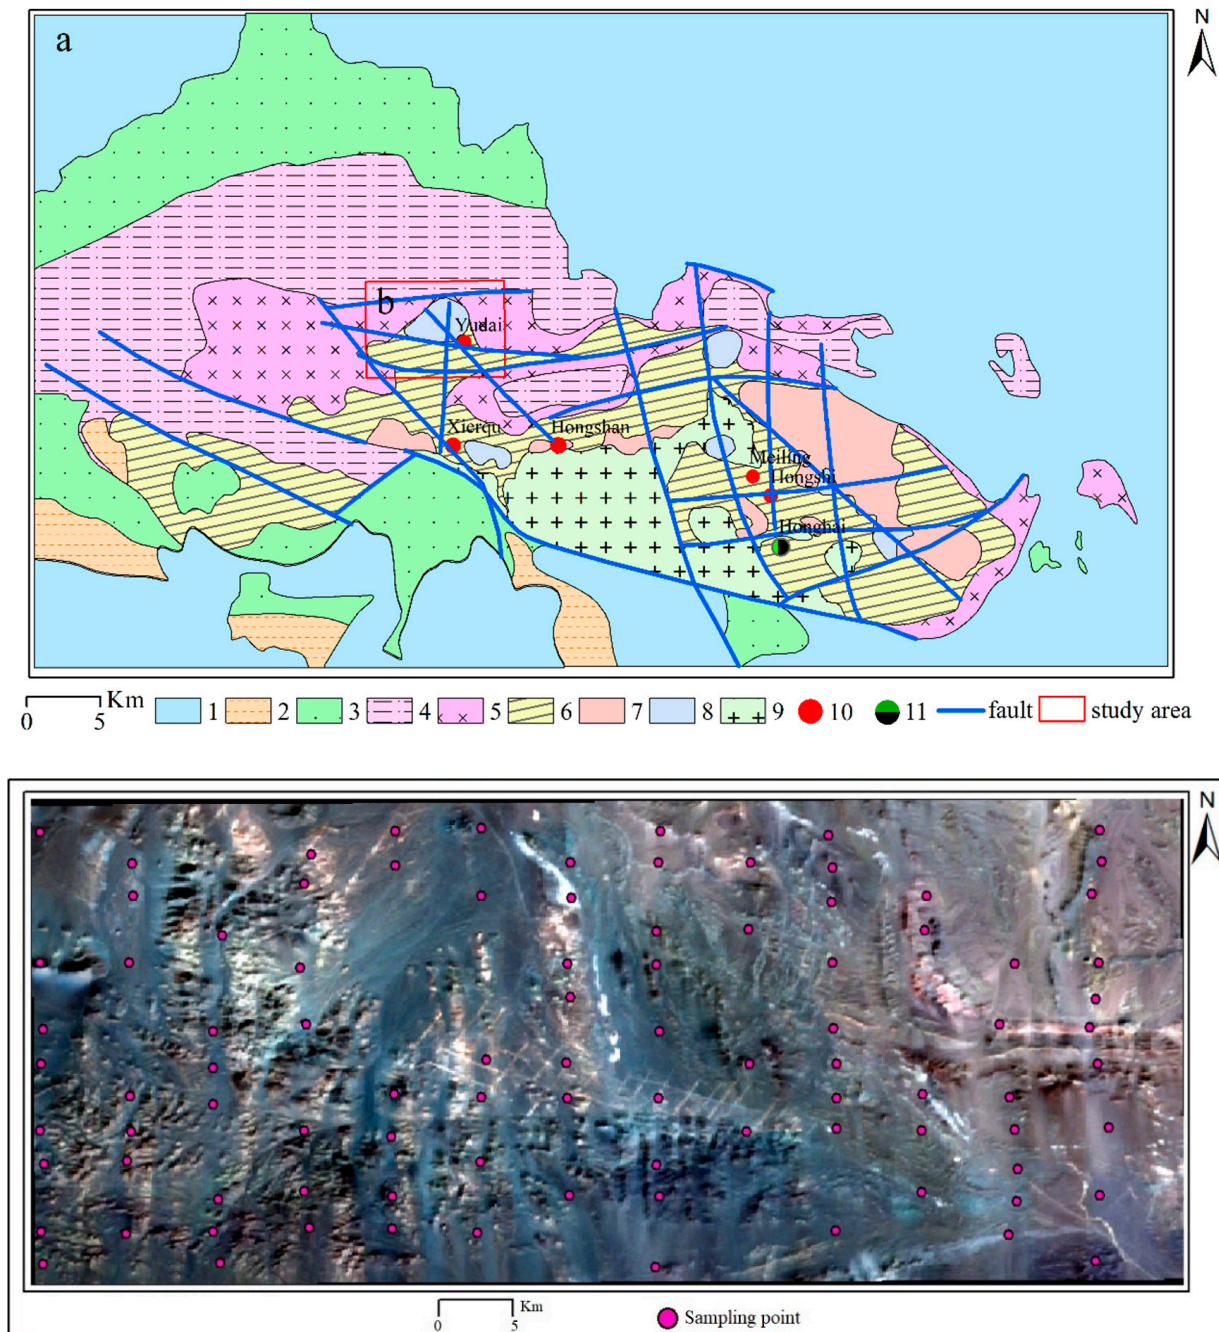 a
N
b
Yudai
Xierqu
Hongshan
Meiling
Hongshi
Honghai
Km
0 5
1 2 3 4 5 6 7 8 9 10 11 fault study area
N
Km
0 5
Sampling point